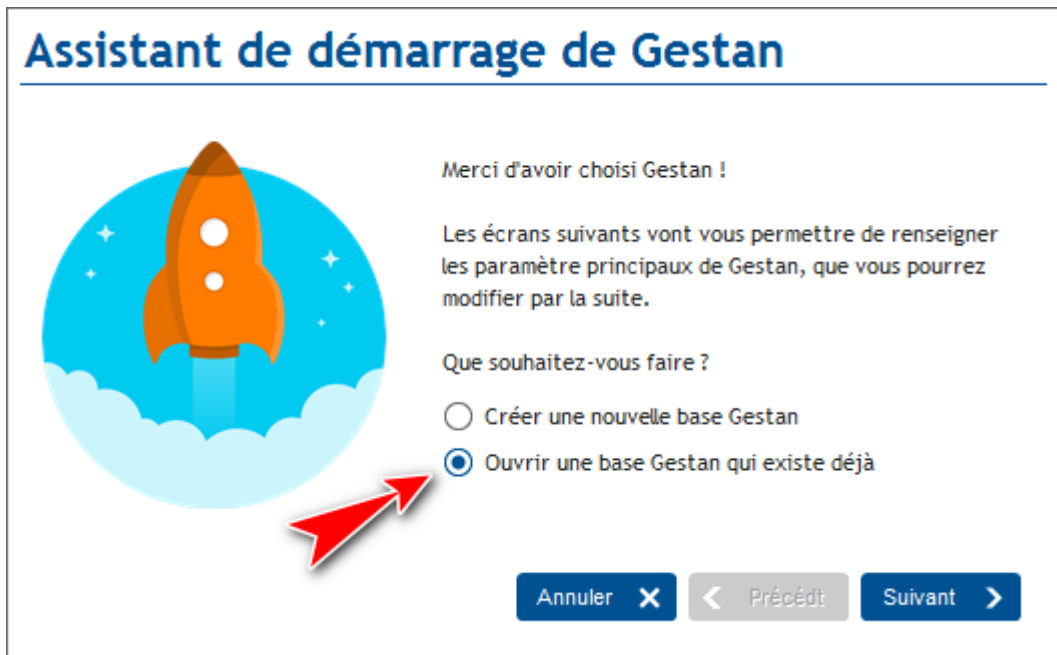 Assistant de démarrage de Gestan
Merci d'avoir choisi Gestan !
Les écrans suivants vont vous permettre de renseigner
les paramètre principaux de Gestan, que vous pourrez
modifier par la suite.
Que souhaitez-vous faire ?
Créer une nouvelle base Gestan
Ouvrir une base Gestan qui existe déjà
Annuler
Précédt
Suivant